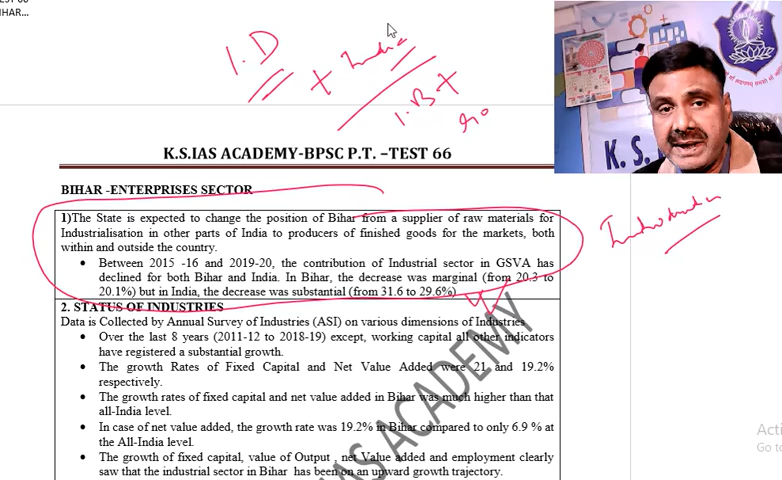 BIHAR...
1.D
+ India
1.B +
K. S.
K.S.IAS ACADEMY-BPSC P.T. –TEST 66
BIHAR -ENTERPRISES SECTOR
1)The State is expected to change the position of Bihar from a supplier of raw materials for
Industrialisation in other parts of India to producers of finished goods for the markets, both
within and outside the country.
• Between 2015 -16 and 2019-20, the contribution of Industrial sector in GSVA has
declined for both Bihar and India. In Bihar, the decrease was marginal (from 20.3 to
20.1%) but in India, the decrease was substantial (from 31.6 to 29.6%)
2. STATUS OF INDUSTRIES
Data is Collected by Annual Survey of Industries (ASI) on various dimensions of Industries
• Over the last 8 years (2011-12 to 2018-19) except, working capital all other indicators
have registered a substantial growth.
• The growth Rates of Fixed Capital and Net Value Added were 21 and 19.2%
respectively.
• The growth rates of fixed capital and net value added in Bihar was much higher than that
all-India level.
• In case of net value added, the growth rate was 19.2% in Bihar compared to only 6.9 % at
the All-India level.
• The growth of fixed capital, value of Output , net Value added and employment clearly
saw that the industrial sector in Bihar has been on an upward growth trajectory.
IAS ACADEMY
Acti
Go to